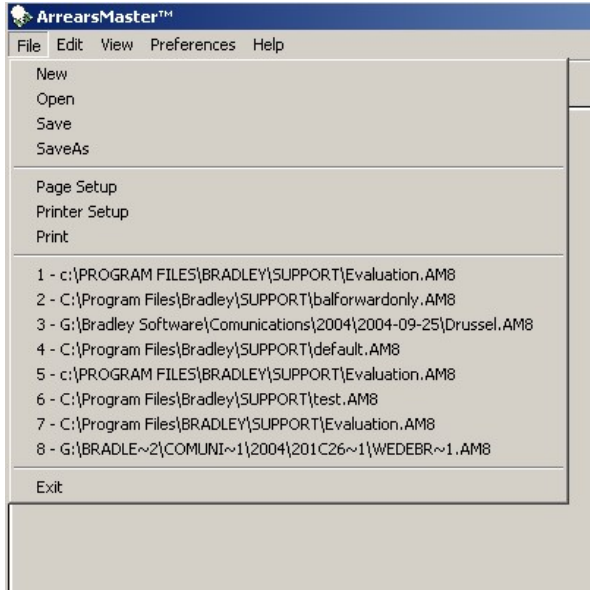 ArrearsMaster™
File Edit View Preferences Help
New
Open
Save
SaveAs
Page Setup
Printer Setup
Print
1 - c:\PROGRAM FILES\BRADLEY\SUPPORT\Evaluation.AM8
2 - C:\Program Files\Bradley\SUPPORT\balforwardonly.AM8
3 - G:\Bradley Software\Comunications\2004\2004-09-25\Drussel.AM8
4 - C:\Program Files\Bradley\SUPPORT\default.AM8
5 - c:\PROGRAM FILES\BRADLEY\SUPPORT\Evaluation.AM8
6 - C:\Program Files\Bradley\SUPPORT\test.AM8
7 - C:\Program Files\BRADLEY\SUPPORT\Evaluation.AM8
8 - G:\BRADLE~2\COMUNI~1\2004\201C26~1\WEDEBR~1.AM8
Exit